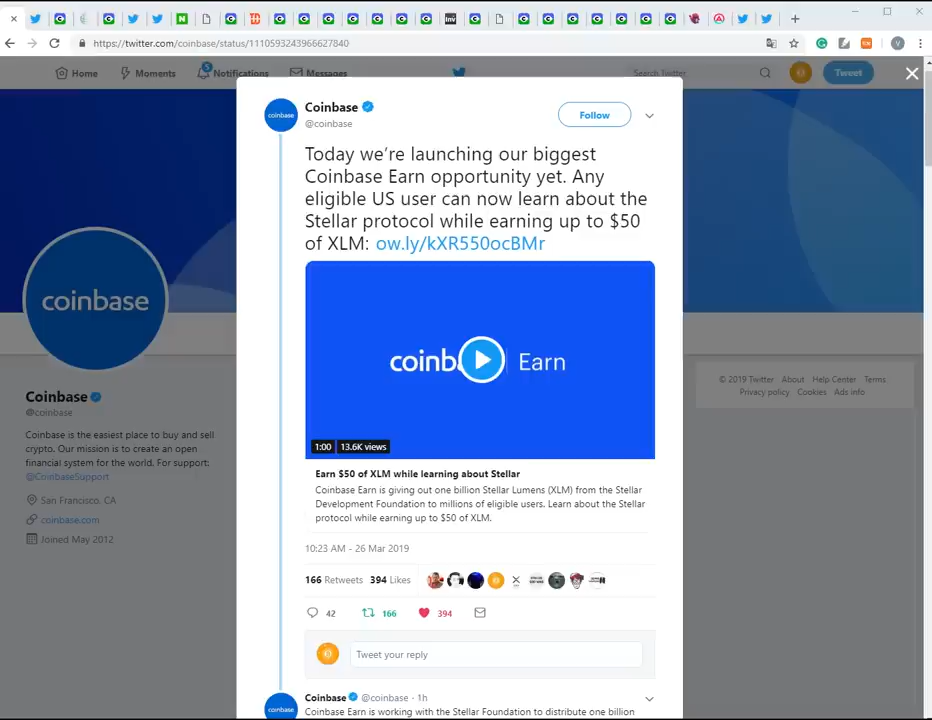 https://twitter.com/coinbase/status/1110593243966627840
Home
Moments
5
Notifications
Messages
Search Twitter
Tweet
coinbase
Coinbase
@coinbase
Follow
Today we're launching our biggest
Coinbase Earn opportunity yet. Any
eligible US user can now learn about the
Stellar protocol while earning up to $50
of XLM: ow.ly/kXR550ocBMr
coinb
Earn
1:00
13.6K views
Earn $50 of XLM while learning about Stellar
Coinbase Earn is giving out one billion Stellar Lumens (XLM) from the Stellar
Development Foundation to millions of eligible users. Learn about the Stellar
protocol while earning up to $50 of XLM.
10:23 AM - 26 Mar 2019
166 Retweets 394 Likes
42
166
394
Tweet your reply
Coinbase @coinbase · 1h
Coinbase Earn is working with the Stellar Foundation to distribute one billion
coinbase
coinbase
Coinbase
@coinbase
Coinbase is the easiest place to buy and sell
crypto. Our mission is to create an open
financial system for the world. For support:
@CoinbaseSupport
San Francisco, CA
coinbase.com
Joined May 2012
© 2019 Twitter About Help Center Terms
Privacy policy Cookies Ads info